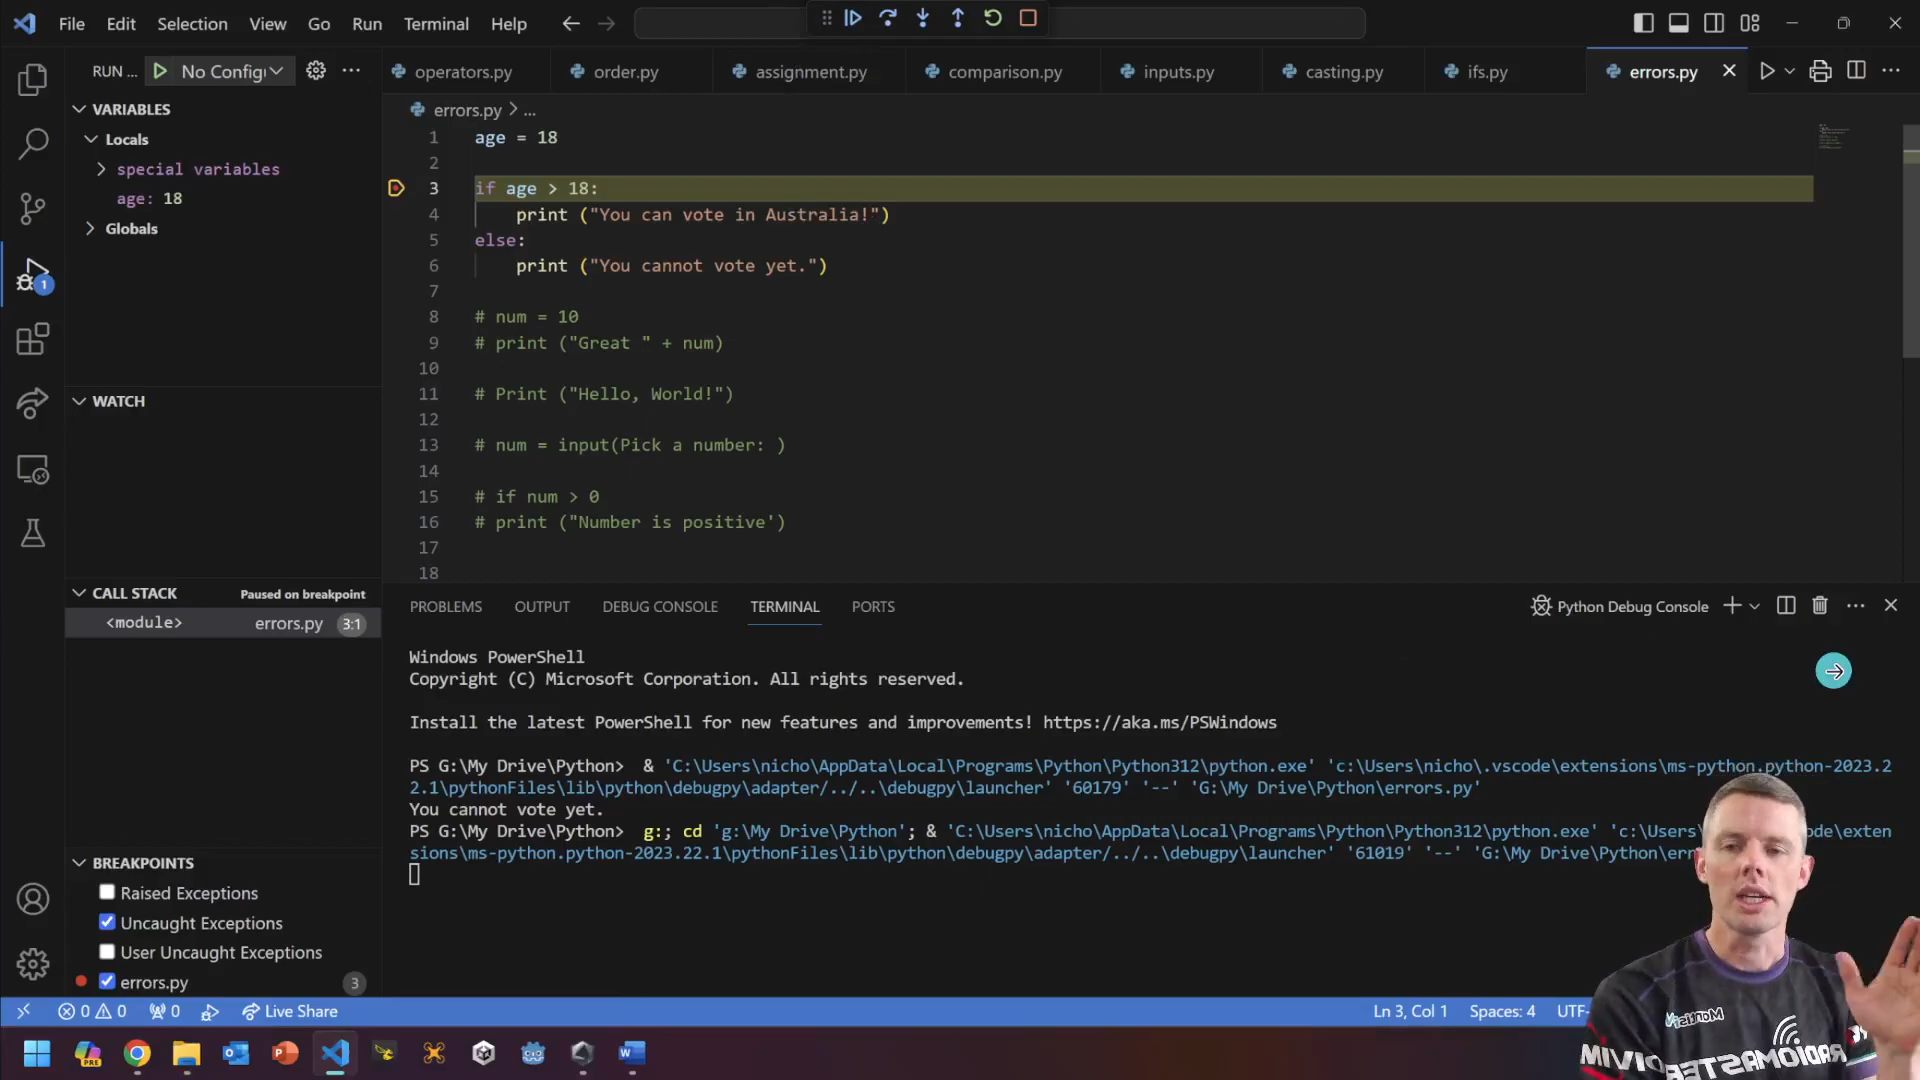 File Edit Selection View Go Run Terminal Help
RUN ... No Config
operators.py order.py assignment.py comparison.py inputs.py casting.py ifs.py errors.py
VARIABLES
Locals
special variables
age: 18
Globals
WATCH
CALL STACK Paused on breakpoint
<module> errors.py 3:1
BREAKPOINTS
Raised Exceptions
Uncaught Exceptions
User Uncaught Exceptions
errors.py 3
1
errors.py > ...
1 age = 18
2
3 if age > 18:
4 print ("You can vote in Australia!")
5 else:
6 print ("You cannot vote yet.")
7
8 # num = 10
9 # print ("Great " + num)
10
11 # Print ("Hello, World!")
12
13 # num = input(Pick a number: )
14
15 # if num > 0
16 # print ("Number is positive')
17
18
PROBLEMS OUTPUT DEBUG CONSOLE TERMINAL PORTS
Python Debug Console
Windows PowerShell
Copyright (C) Microsoft Corporation. All rights reserved.
Install the latest PowerShell for new features and improvements! https://aka.ms/PSWindows
PS G:\My Drive\Python> & 'C:\Users\nicho\AppData\Local\Programs\Python\Python312\python.exe' 'c:\Users\nicho\.vscode\extensions\ms-python.python-2023.2
2.1\pythonFiles\lib\python\debugpy\adapter/../..\debugpy\launcher' '60179' '--' 'G:\My Drive\Python\errors.py'
You cannot vote yet.
PS G:\My Drive\Python> g:; cd 'g:\My Drive\Python'; & 'C:\Users\nicho\AppData\Local\Programs\Python\Python312\python.exe' 'c:\Users code\exten
sions\ms-python.python-2023.22.1\pythonFiles\lib\python\debugpy\adapter/../..\debugpy\launcher' '61019' '--' 'G:\My Drive\Python\err
0 0 0 Live Share
Ln 3, Col 1 Spaces: 4 UTF-
PRE
RADIOMASTER